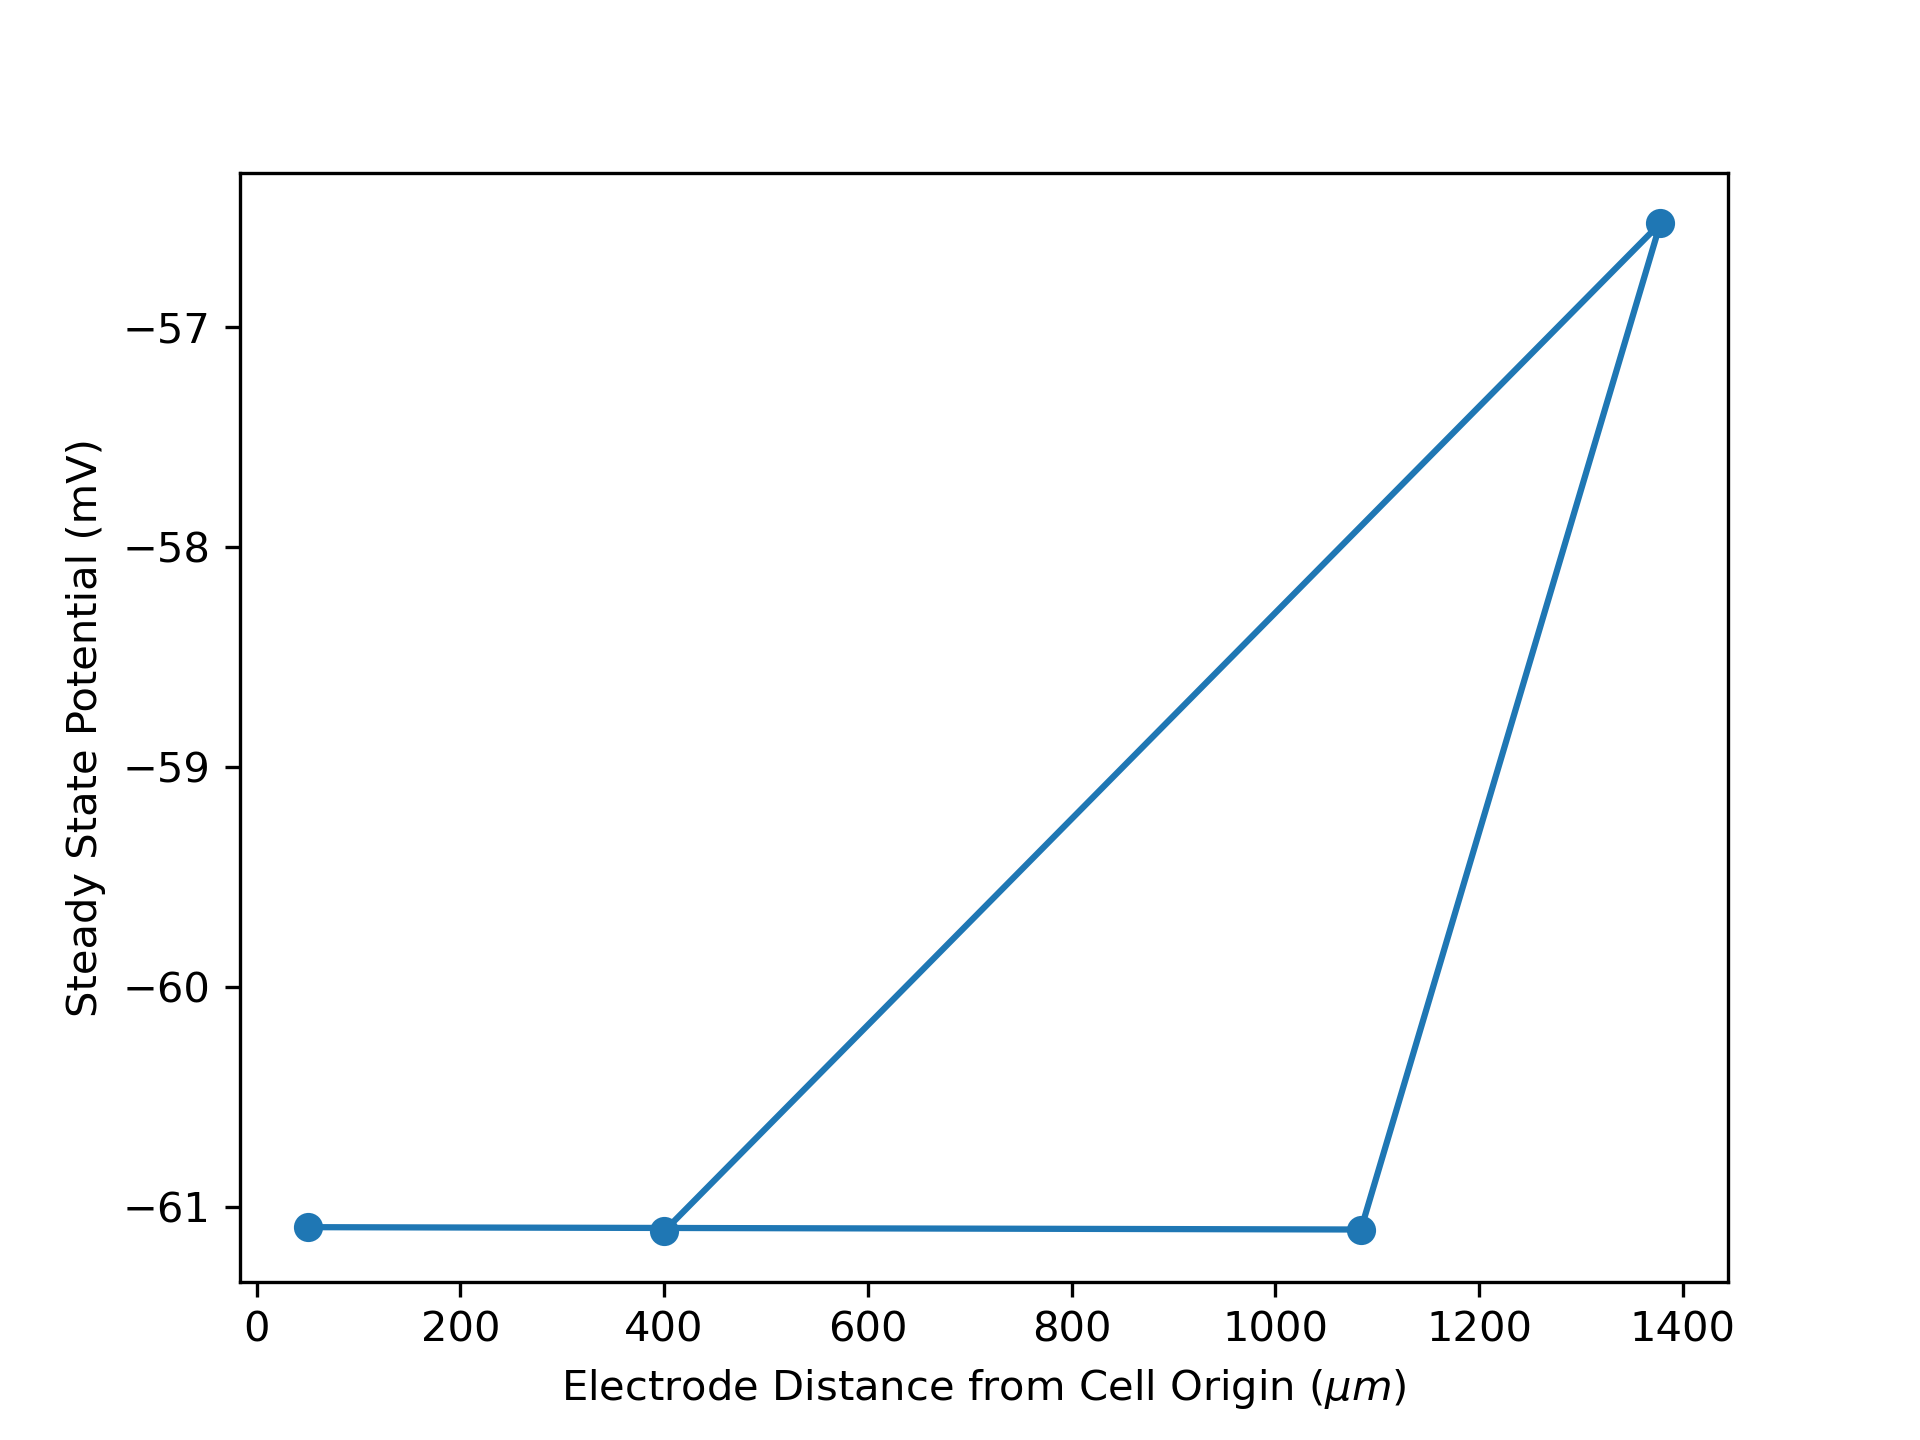 Steady State Potential (mV)
−57
−58
−59
−60
−61
0 200 400 600 800 1000 1200 1400
Electrode Distance from Cell Origin (μm)